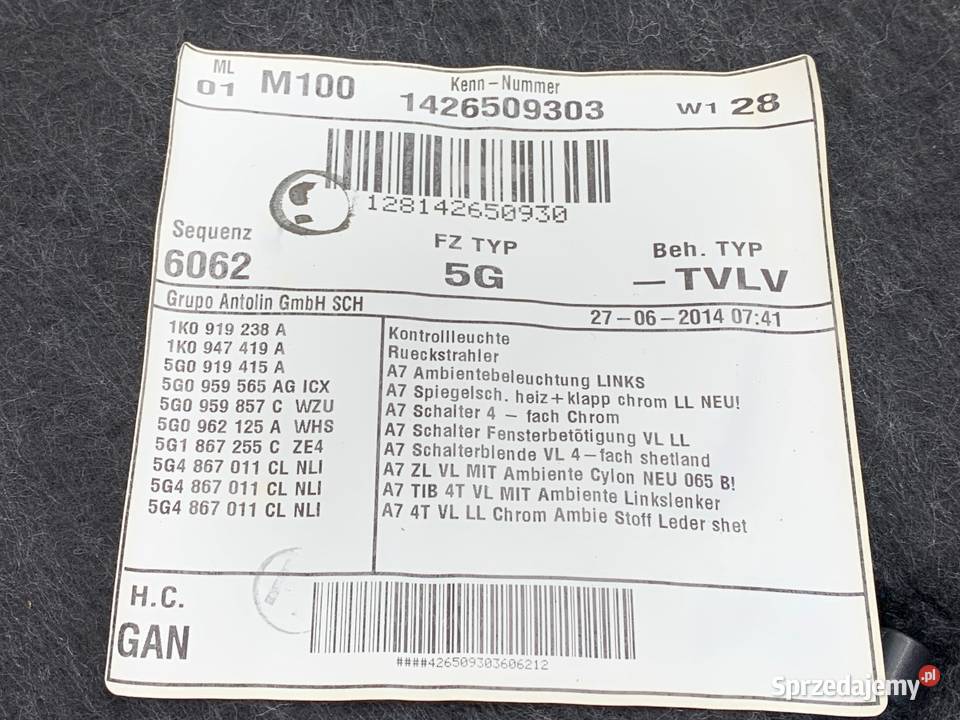 ML
01 M100 Kenn-Nummer
1426509303 W1 28
128142650930
Sequenz FZ TYP Beh. TYP
6062 5G -TVLV
Grupo Antolin GmbH SCH 27-06-2014 07:41
1K0 919 238 A Kontrollleuchte
1K0 947 419 A Rueckstrahler
5G0 919 415 A A7 Ambientebeleuchtung LINKS
5G0 959 565 AG ICX A7 Spiegelsch. heiz+klapp chrom LL NEU!
5G0 959 857 C WZU A7 Schalter 4 - fach Chrom
5G0 962 125 A WHS A7 Schalter Fensterbetötigung VL LL
5G1 867 255 C ZE4 A7 Schalterblende VL 4-fach shetland
5G4 867 011 CL NLI A7 ZL VL MIT Ambiente Cylon NEU 065 B!
5G4 867 011 CL NLI A7 TIB 4T VL MIT Ambiente Linkslenker
5G4 867 011 CL NLI A7 4T VL LL Chrom Ambie Stoff Leder shet
H.C.
GAN
####426509303606212
Sprzedajemy.pl